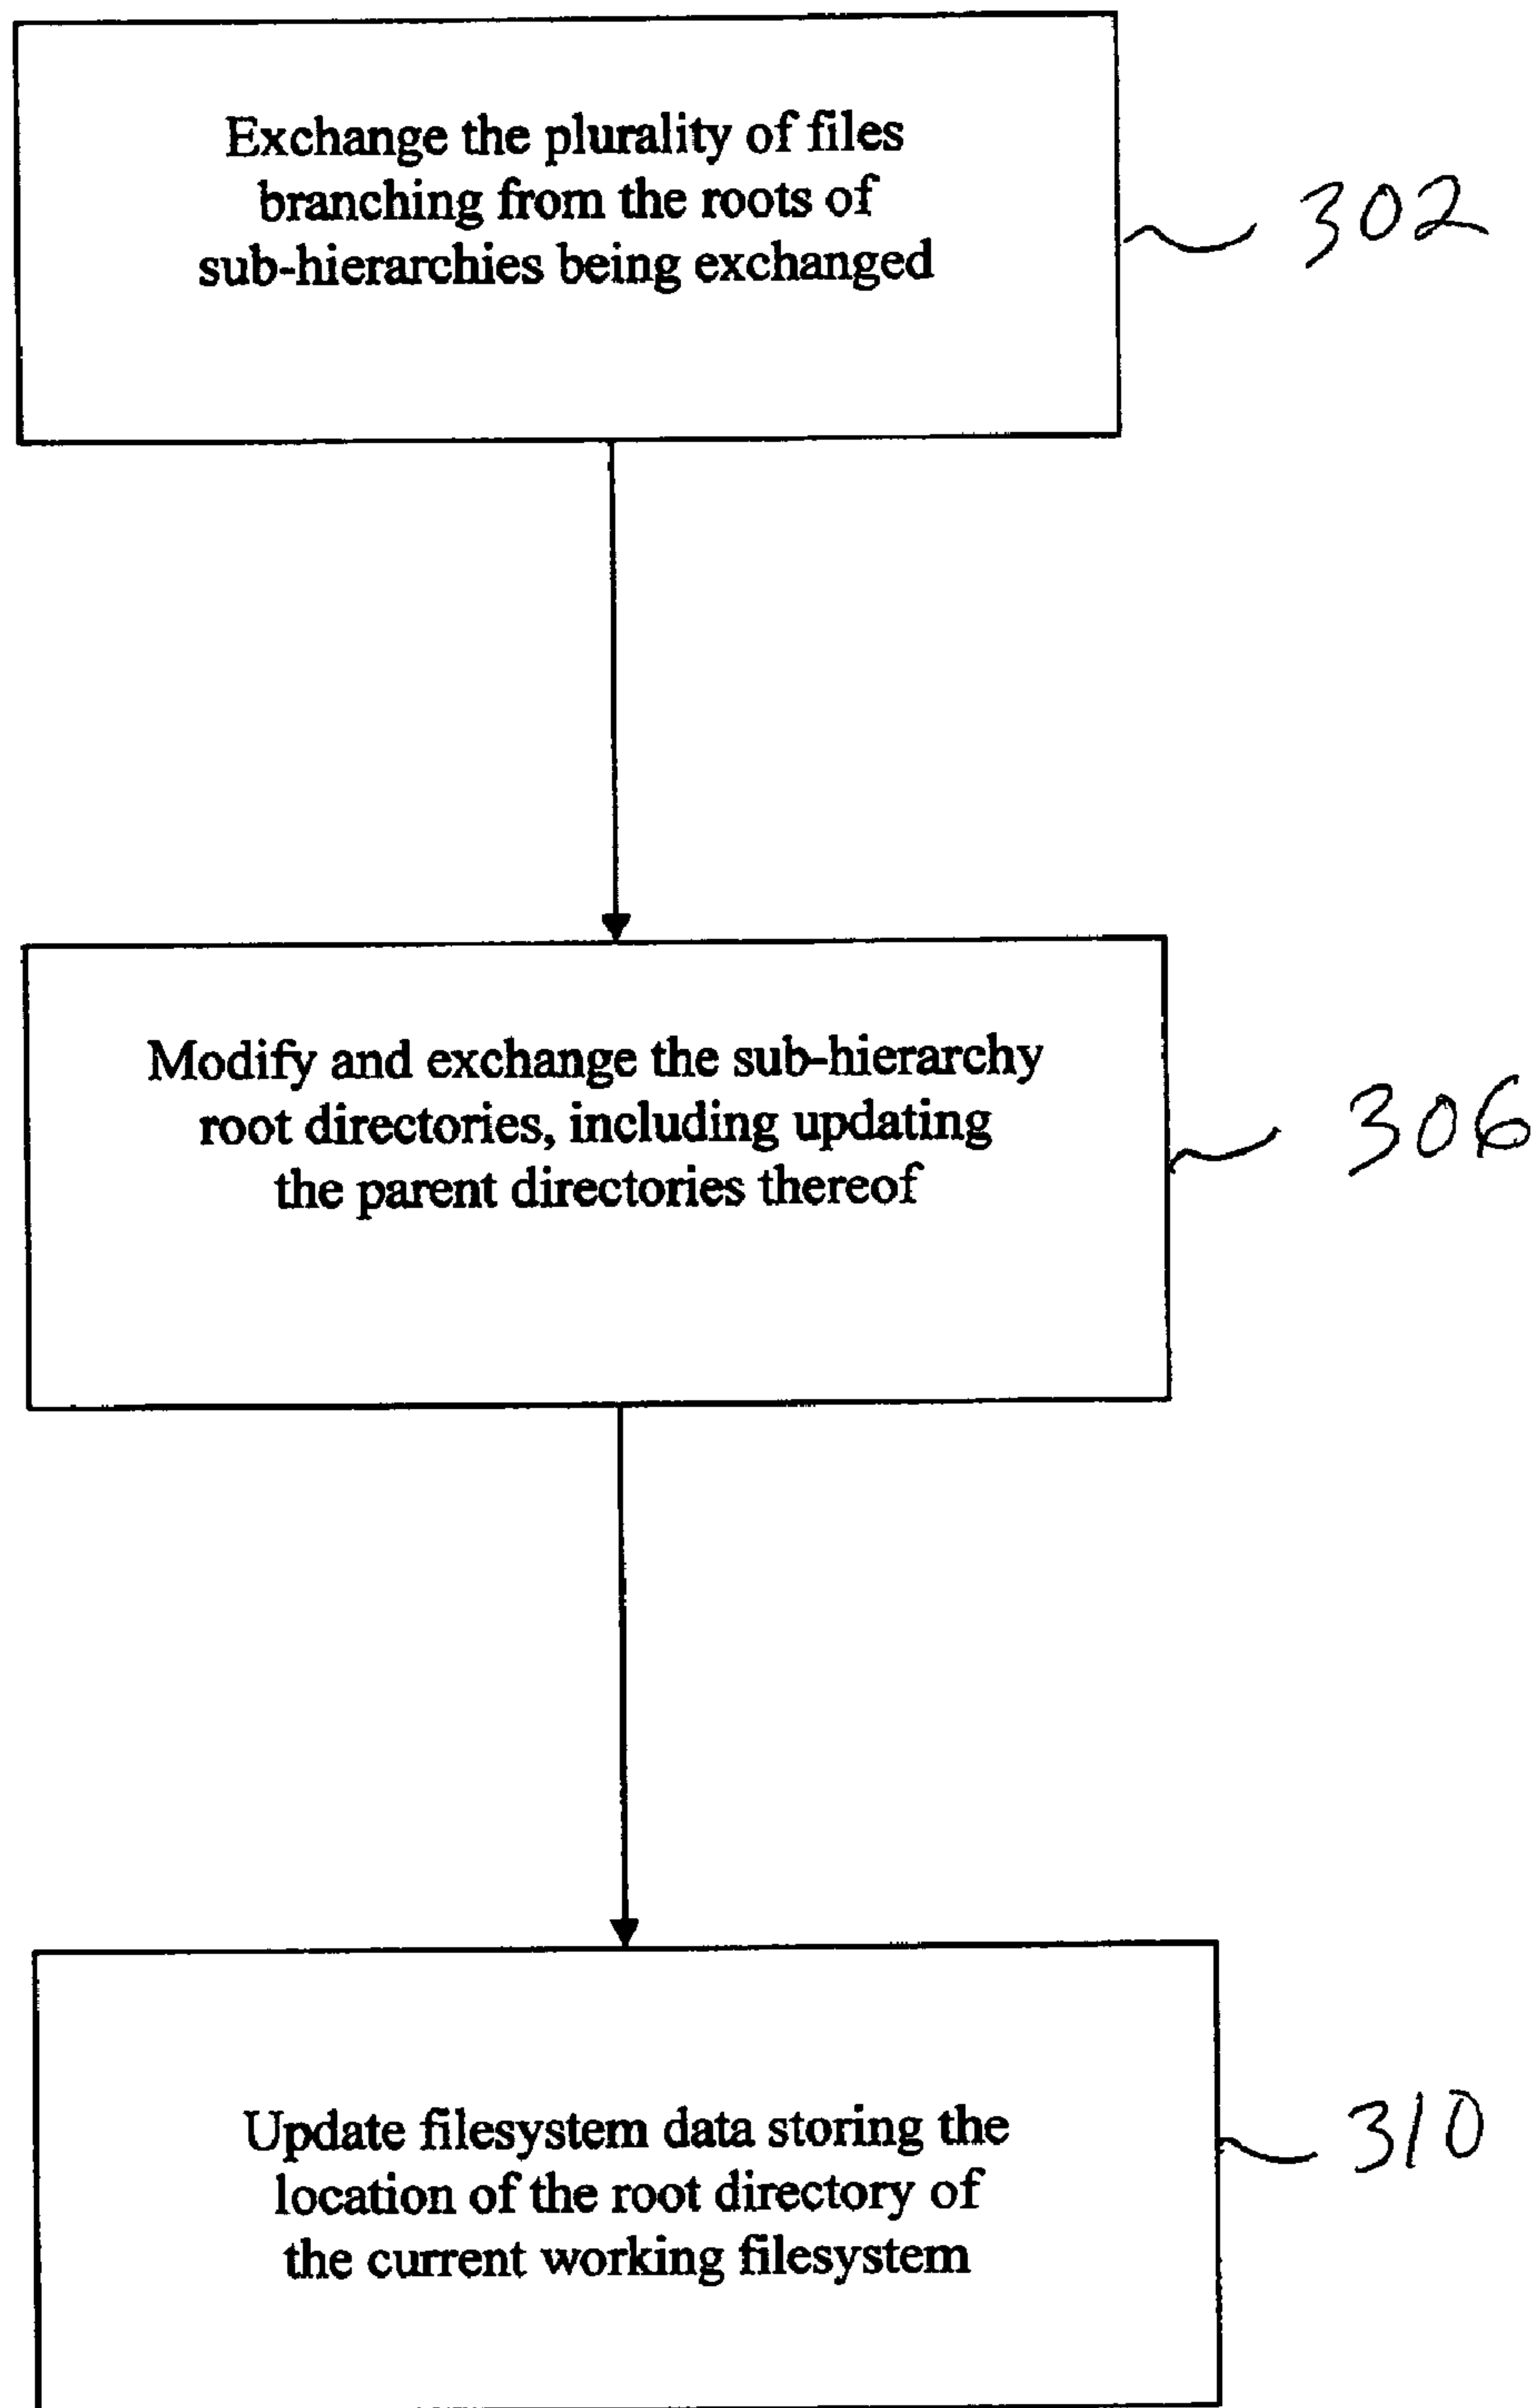 Exchange the plurality of files
branching from the roots of
sub-hierarchies being exchanged
302
Modify and exchange the sub-hierarchy
root directories, including updating
the parent directories thereof
306
Update filesystem data storing the
location of the root directory of
the current working filesystem
310